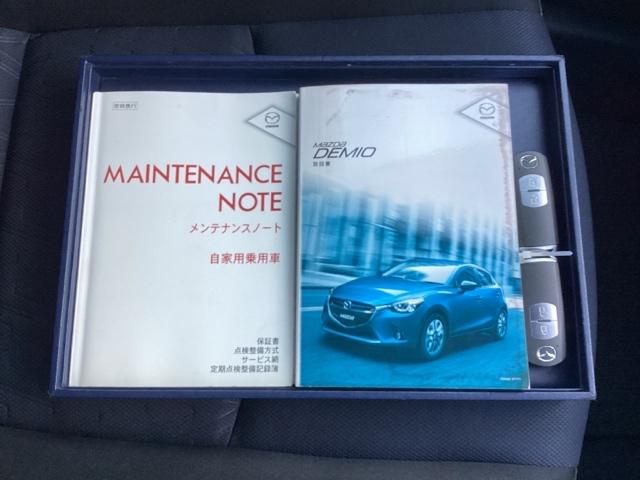 MAINTENANCE
NOTE
メンテナンスノート
自家用乗用車
保証書
点検整備方式
サービス網
定期点検整備記録簿
MAZDA
DEMIO
取扱書